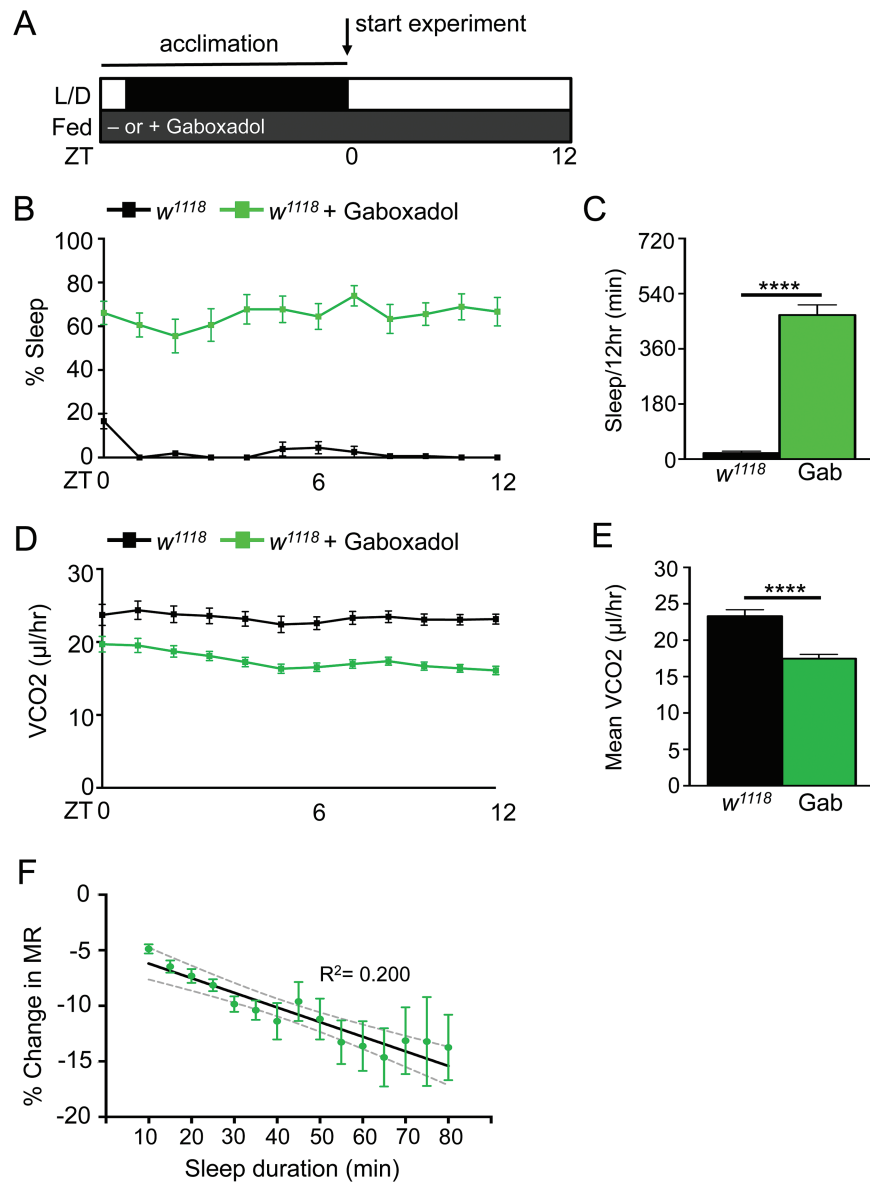 A
start experiment
acclimation
L/D
Fed – or + Gaboxadol
ZT 0 12
B
w1118 w1118 + Gaboxadol
% Sleep
100
80
60
40
20
0
ZT 0 6 12
C
Sleep/12hr (min)
720
540
360
180
0
****
w1118 Gab
D
w1118 w1118 + Gaboxadol
VCO2 (µl/hr)
30
20
10
0
ZT 0 6 12
E
Mean VCO2 (µl/hr)
30
25
20
15
10
5
0
****
w1118 Gab
F
% Change in MR
0
-5
-10
-15
-20
R²= 0.200
10 20 30 40 50 60 70 80
Sleep duration (min)